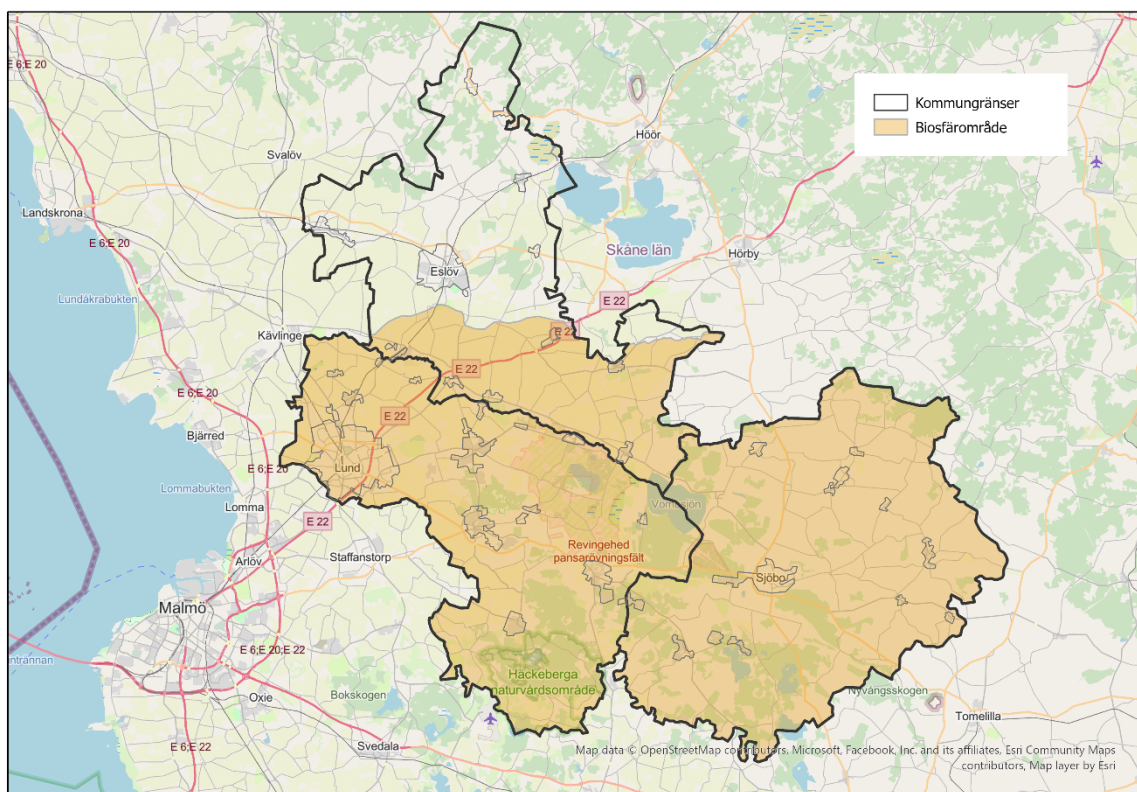 E 6;E 20
Kommungränser
Biosfärområde
Höör
Svalöv
Landskrona
E 6;E 20
Skåne län
Hörby
Eslöv
Lundåkrabukten
E 22
E 22
Kävlinge
E 22
E 22
Bjärred
Lund
E 6;E 20
Lommabukten
Lomma
E 22
Vombsjön
Staffanstorp
Revingehed
pansarövningsfält
Arlöv
Sjöbo
Malmö
E 6;E 20;E 22
Häckeberga
naturvårdsområde
Bokskogen
Oxie
Nyvångsskogen
Tomelilla
E 6;E 22
Svedala
Map data © OpenStreetMap contributors, Microsoft, Facebook, Inc. and its affiliates, Esri Community Maps
contributors, Map layer by Esri